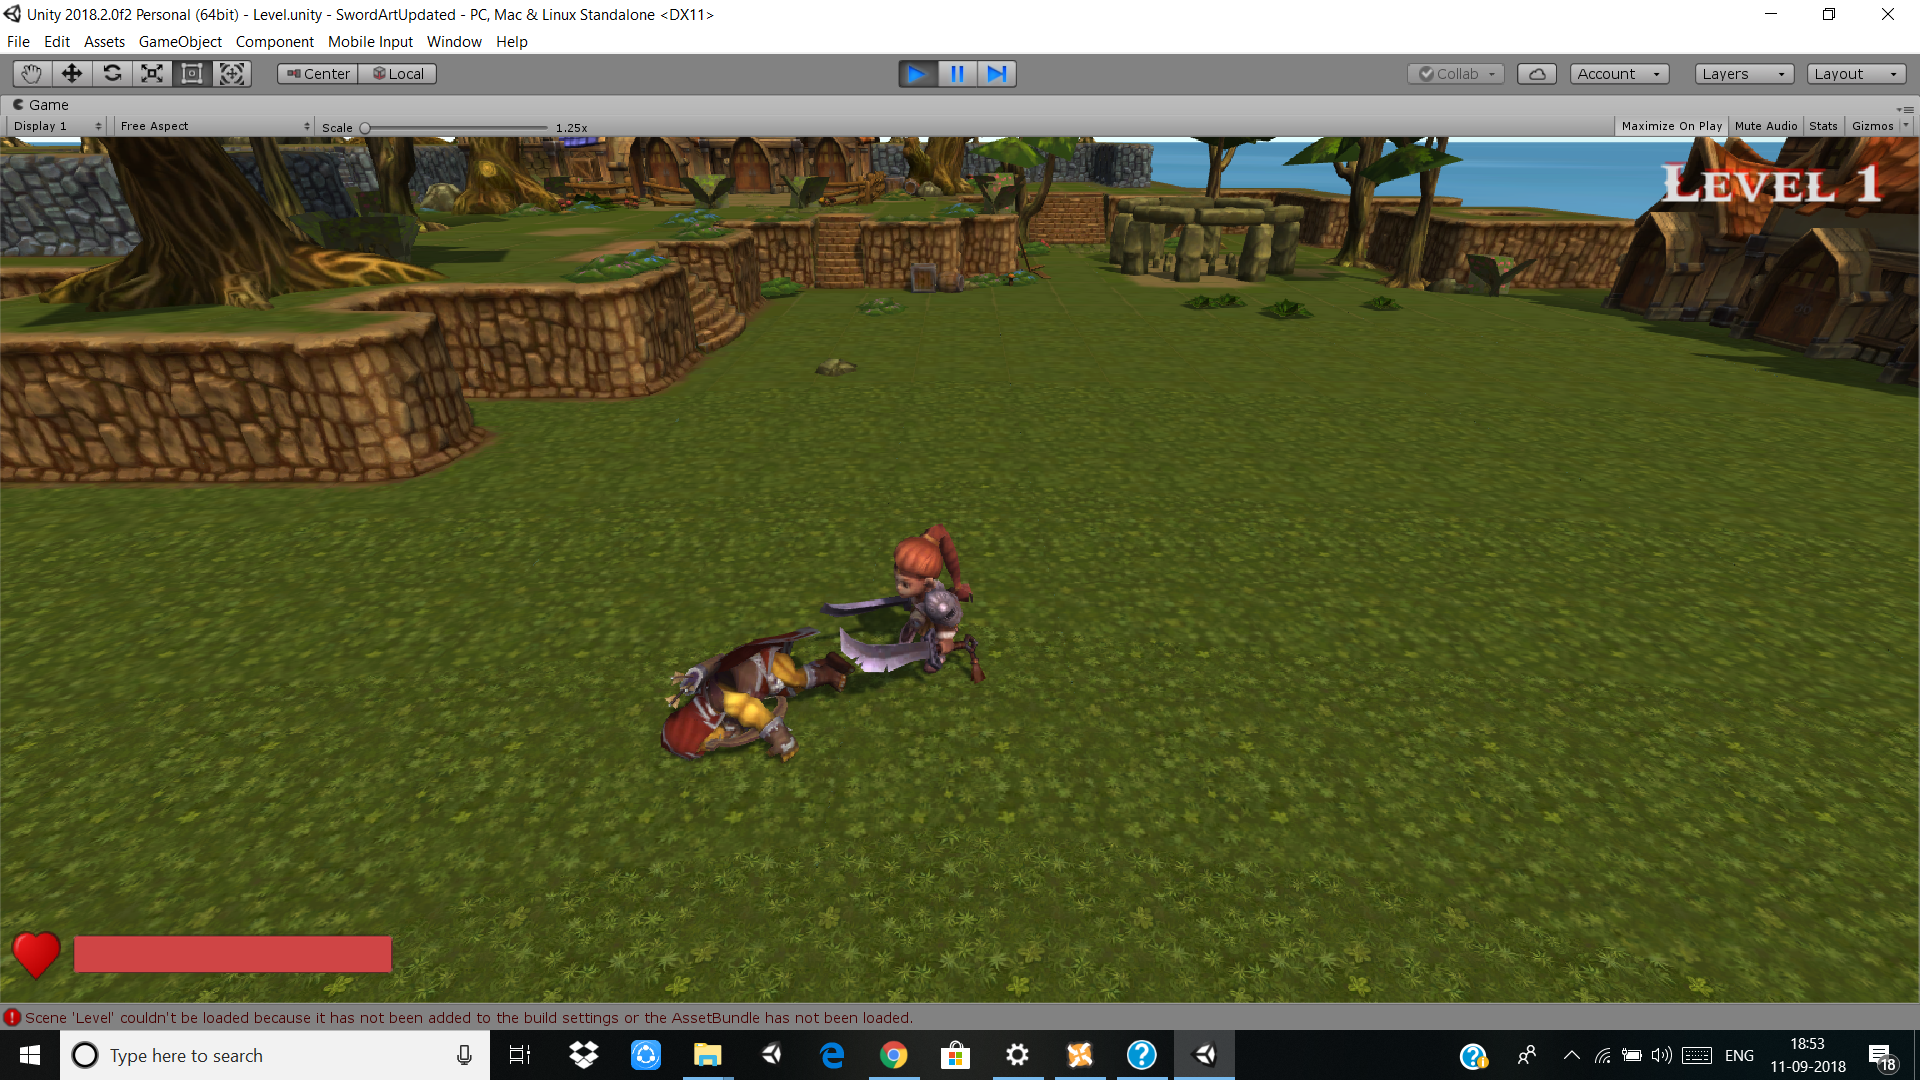 Unity 2018.2.0f2 Personal (64bit) - Level.unity - SwordArtUpdated - PC, Mac & Linux Standalone <DX11>
File Edit Assets GameObject Component Mobile Input Window Help
Center Local Collab Account Layers Layout
Game
Display 1 Free Aspect Scale 1.25x Maximize On Play Mute Audio Stats Gizmos
LEVEL 1
Scene 'Level' couldn't be loaded because it has not been added to the build settings or the AssetBundle has not been loaded.
Type here to search
ENG
18:53
11-09-2018
18